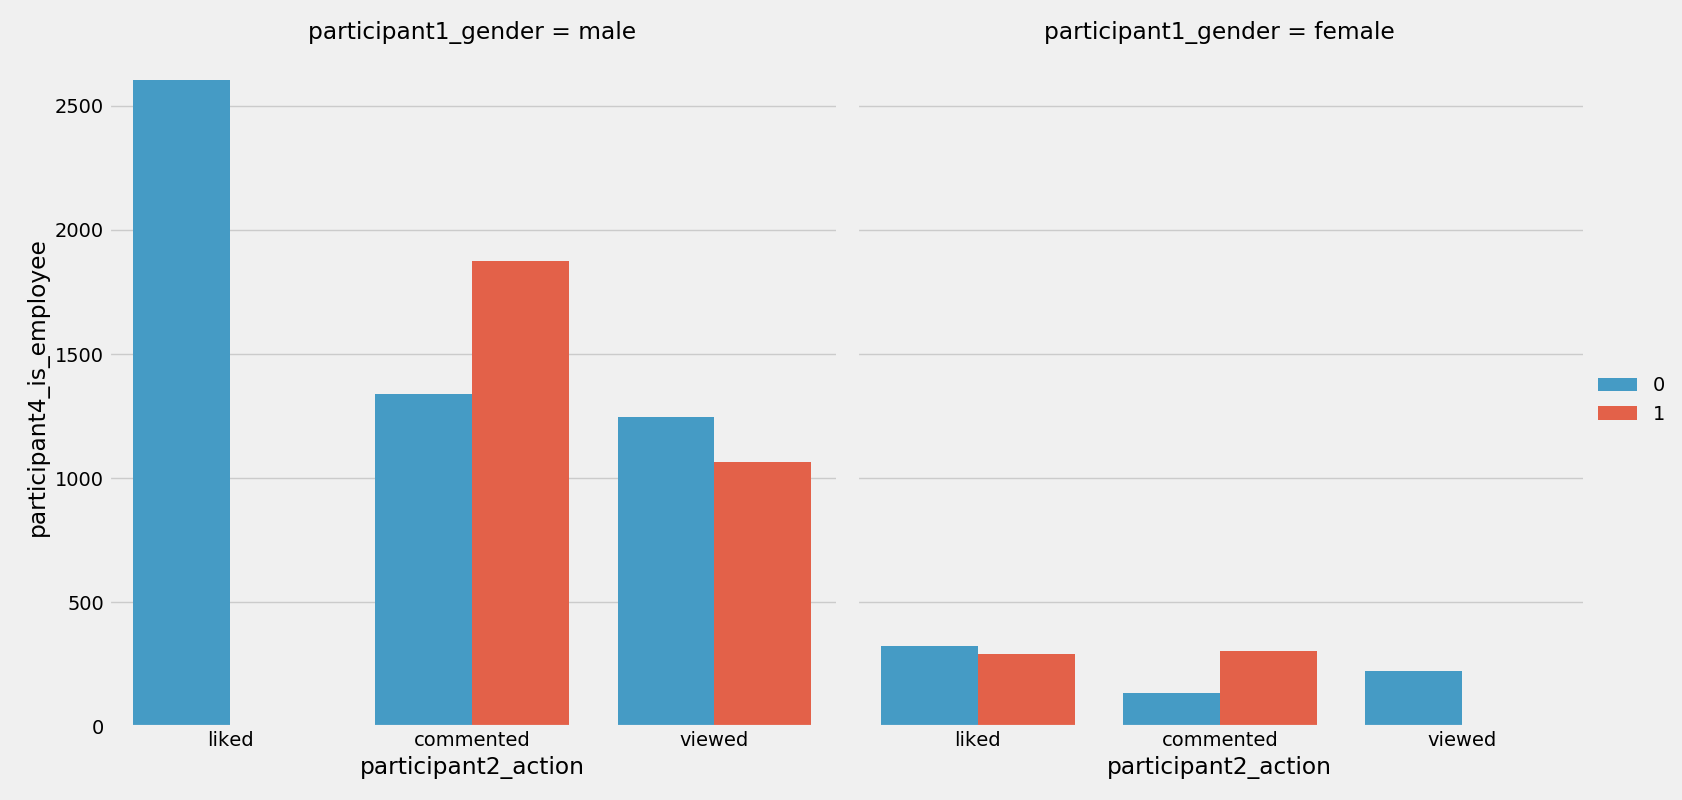 participant1_gender = male
participant1_gender = female
participant4_is_employee
2500
2000
1500
1000
500
0
liked commented viewed
participant2_action
liked commented viewed
participant2_action
0
1